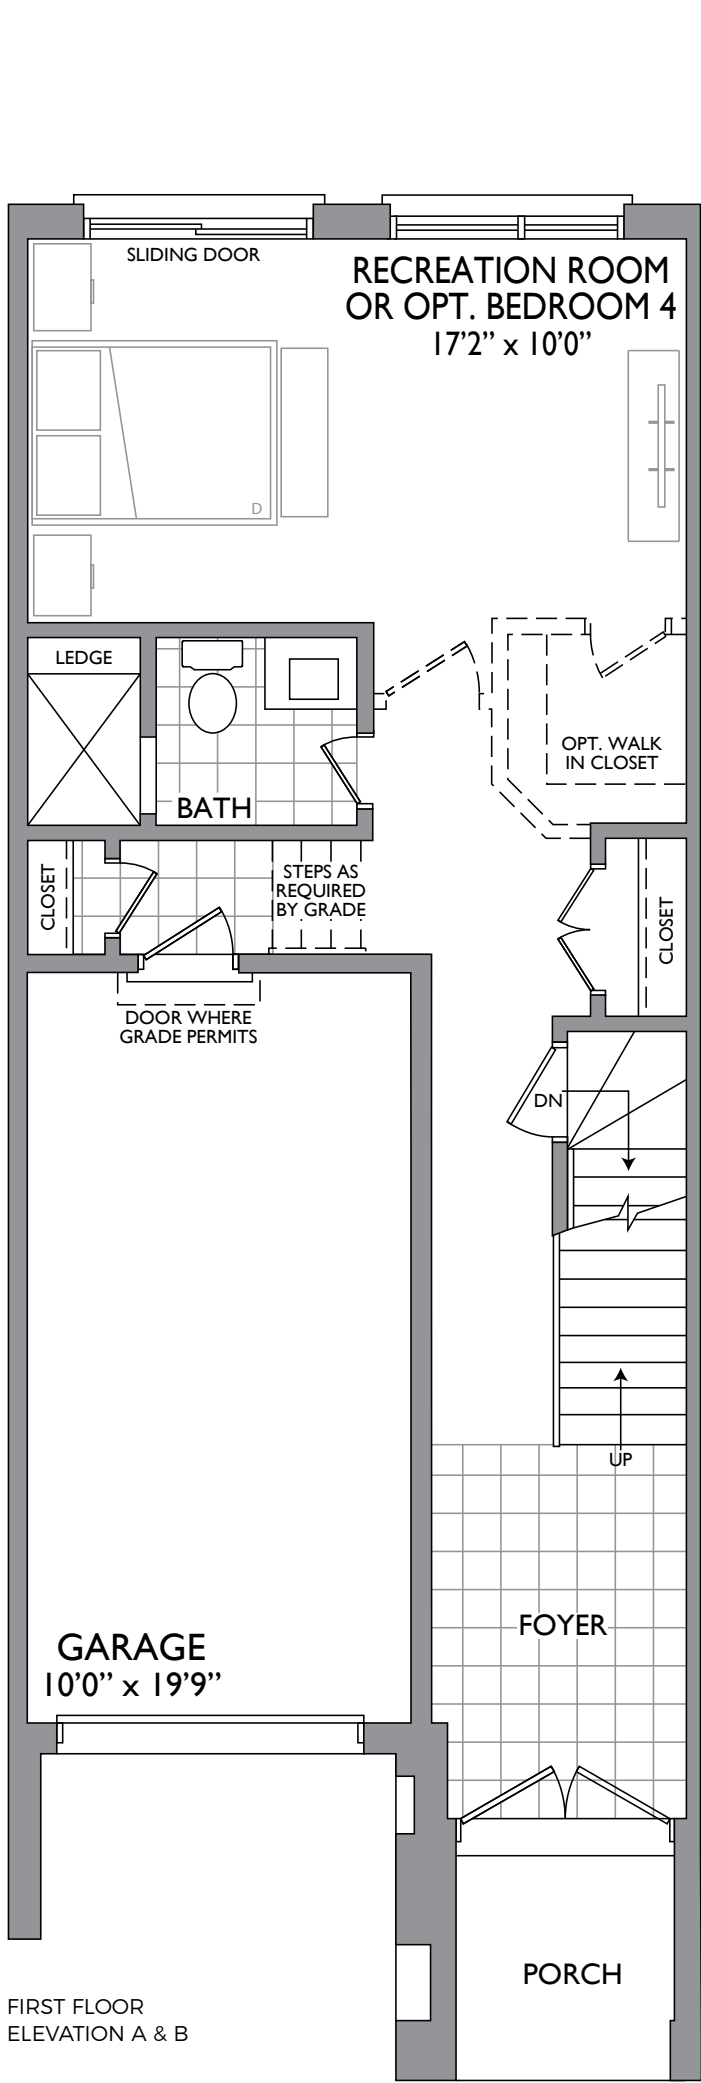 SLIDING DOOR
RECREATION ROOM
OR OPT. BEDROOM 4
17'2” x 10'0”
D
LEDGE
OPT. WALK
IN CLOSET
BATH
CLOSET
STEPS AS
REQUIRED
BY GRADE
CLOSET
DOOR WHERE
GRADE PERMITS
DN
UP
FOYER
GARAGE
10'0” x 19'9”
PORCH
FIRST FLOOR
ELEVATION A & B